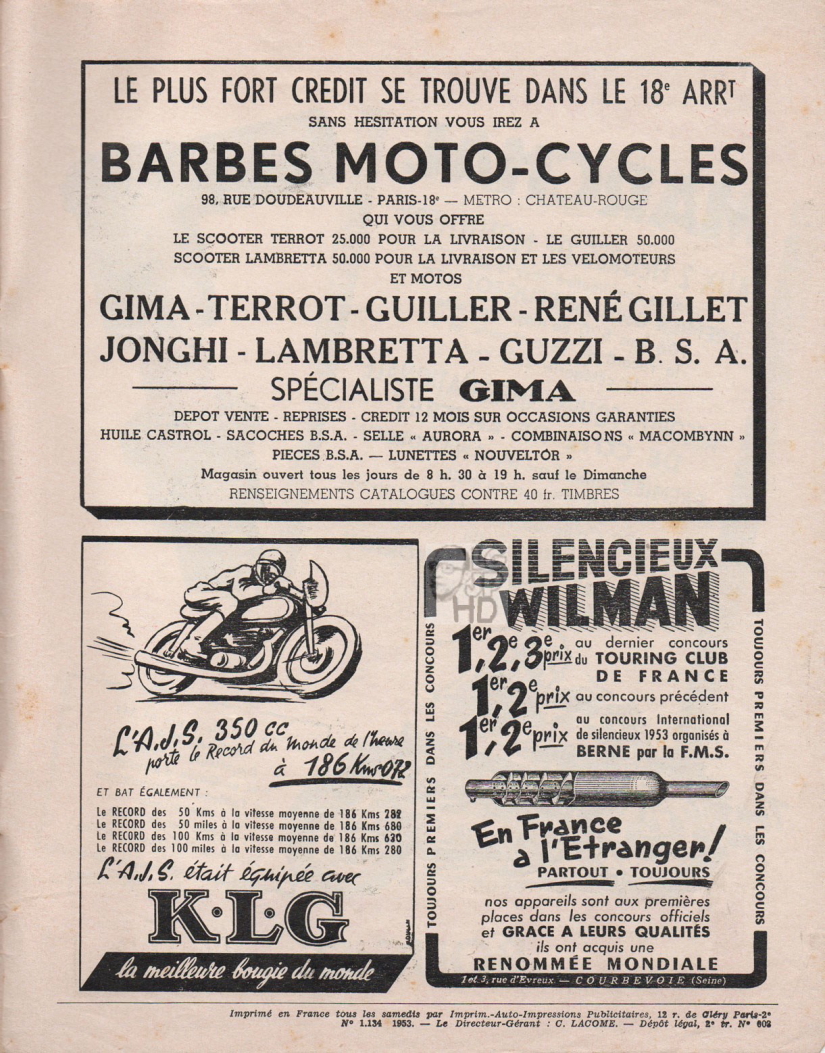 LE PLUS FORT CREDIT SE TROUVE DANS LE 18e ARRT
SANS HESITATION VOUS IREZ A
BARBES MOTO-CYCLES
98, RUE DOUDEAUVILLE - PARIS-18e — METRO : CHATEAU-ROUGE
QUI VOUS OFFRE
LE SCOOTER TERROT 25.000 POUR LA LIVRAISON - LE GUILLER 50.000
SCOOTER LAMBRETTA 50.000 POUR LA LIVRAISON ET LES VELOMOTEURS
ET MOTOS
GIMA - TERROT - GUILLER - RENÉ GILLET
JONGHI - LAMBRETTA - GUZZI - B. S. A.
SPÉCIALISTE GIMA
DEPOT VENTE - REPRISES - CREDIT 12 MOIS SUR OCCASIONS GARANTIES
HUILE CASTROL - SACOCHES B.S.A. - SELLE « AURORA » - COMBINAISONS « MACOMBYNN »
PIECES B.S.A. — LUNETTES « NOUVELTOR »
Magasin ouvert tous les jours de 8 h. 30 à 19 h. sauf le Dimanche
RENSEIGNEMENTS CATALOGUES CONTRE 40 fr. TIMBRES
L'A.J.S. 350 cc
porte le Record du Monde de l'heure
à 186 Kms 072
ET BAT ÉGALEMENT :
Le RECORD des 50 Kms à la vitesse moyenne de 186 Kms 282
Le RECORD des 50 miles à la vitesse moyenne de 186 Kms 680
Le RECORD des 100 Kms à la vitesse moyenne de 186 Kms 620
Le RECORD des 100 miles à la vitesse moyenne de 186 Kms 280
L'A.J.S. était équipée avec
K·L·G
la meilleure bougie du monde
SILENCIEUX
WILMAN
HD
TOUJOURS PREMIERS DANS LES CONCOURS
1er, 2e, 3e prix au dernier concours
du TOURING CLUB
DE FRANCE
1er, 2e prix au concours précédent
1er, 2e prix au concours International
de silencieux 1953 organisés à
BERNE par la F.M.S.
TOUJOURS PREMIERS DANS LES CONCOURS
En France
à l'Etranger!
PARTOUT • TOUJOURS
nos appareils sont aux premières
places dans les concours officiels
et GRACE A LEURS QUALITÉS
ils ont acquis une
RENOMMÉE MONDIALE
1 et 3, rue d'Evreux — COURBEVOIE (Seine)
Imprimé en France tous les samedis par Imprim.-Auto-Impressions Publicitaires, 12 r. de Cléry Paris-2e
N° 1.134 1953. — Le Directeur-Gérant : C. LACOME. — Dépôt légal, 2e tr. N° 602